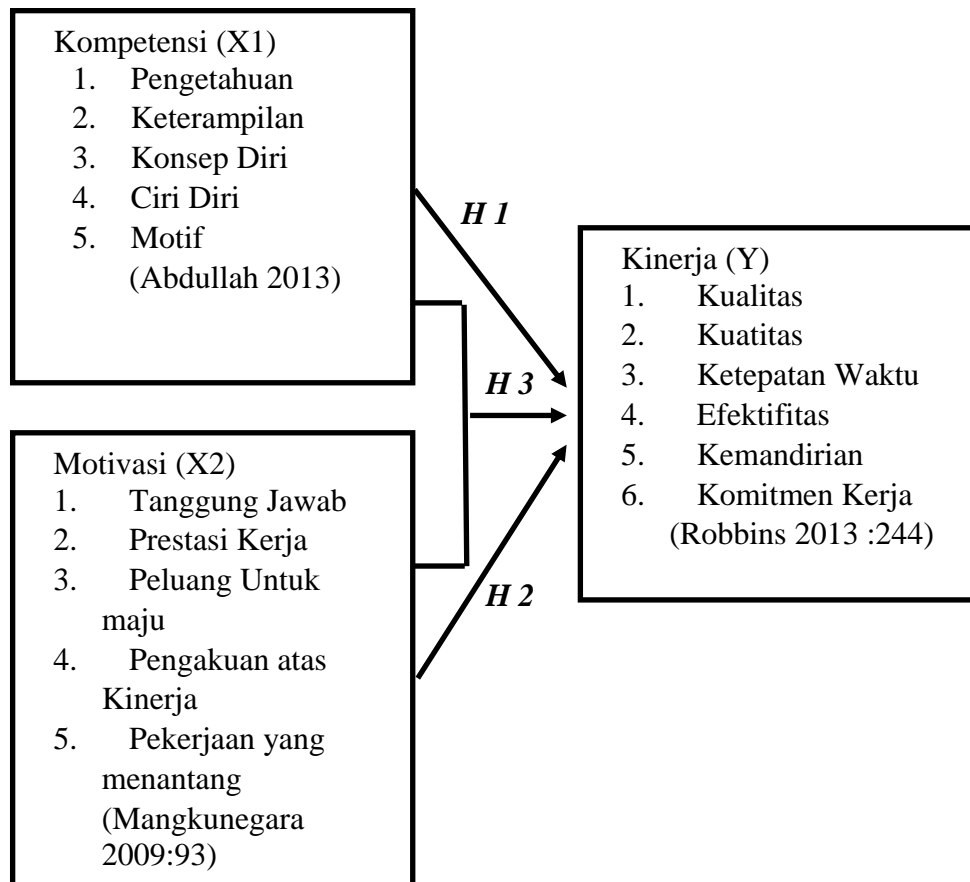 Kompetensi (X1)
1. Pengetahuan
2. Keterampilan
3. Konsep Diri
4. Ciri Diri
5. Motif
(Abdullah 2013)
H 1
H 3
H 2
Motivasi (X2)
1. Tanggung Jawab
2. Prestasi Kerja
3. Peluang Untuk
maju
4. Pengakuan atas
Kinerja
5. Pekerjaan yang
menantang
(Mangkunegara
2009:93)
Kinerja (Y)
1. Kualitas
2. Kuatitas
3. Ketepatan Waktu
4. Efektifitas
5. Kemandirian
6. Komitmen Kerja
(Robbins 2013 :244)